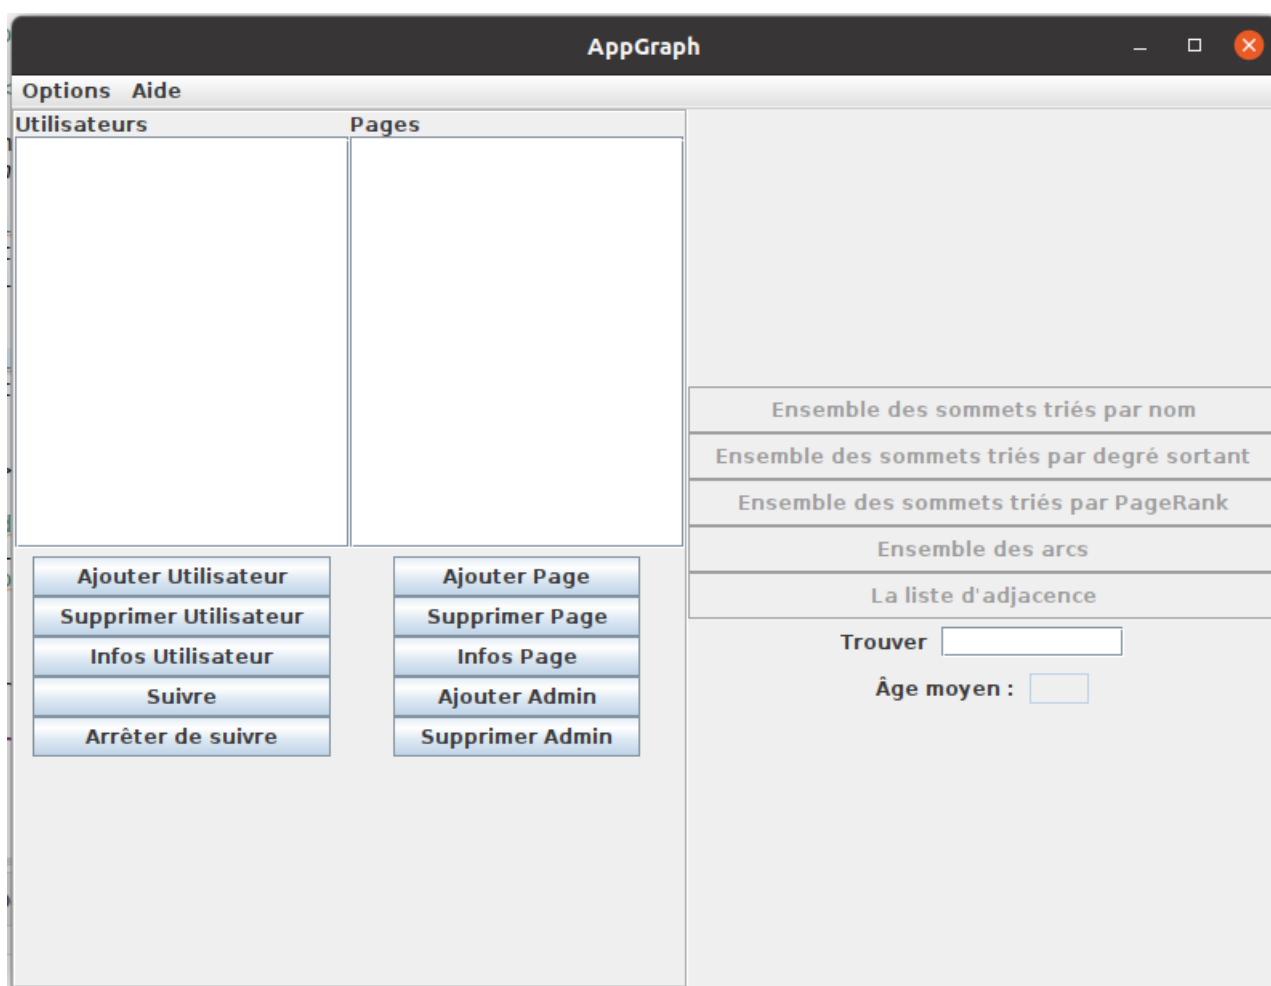 AppGraph
Options Aide
Utilisateurs
Pages
Ajouter Utilisateur
Supprimer Utilisateur
Infos Utilisateur
Suivre
Arrêter de suivre
Ajouter Page
Supprimer Page
Infos Page
Ajouter Admin
Supprimer Admin
Ensemble des sommets triés par nom
Ensemble des sommets triés par degré sortant
Ensemble des sommets triés par PageRank
Ensemble des arcs
La liste d'adjacence
Trouver
Âge moyen :